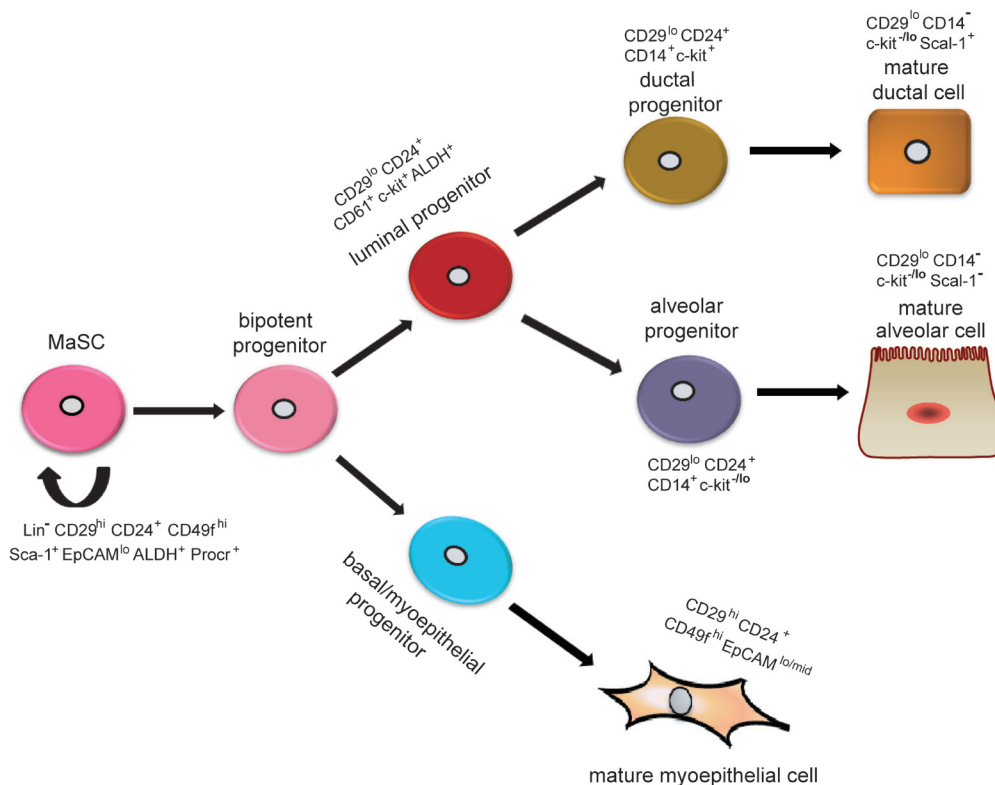 CD29ˡᵒ CD24⁺
CD14⁺ c-kit⁺
ductal
progenitor
CD29ˡᵒ CD14⁻
c-kit⁻/ˡᵒ Scal-1⁺
mature
ductal cell
CD29ˡᵒ CD24⁺
CD61⁺ c-kit⁺ ALDH⁺
luminal progenitor
CD29ˡᵒ CD14⁻
c-kit⁻/ˡᵒ Scal-1⁻
mature
alveolar cell
alveolar
progenitor
CD29ˡᵒ CD24⁺
CD14⁺ c-kit⁻/ˡᵒ
bipotent
progenitor
MaSC
Lin⁻ CD29ʰⁱ CD24⁺ CD49fʰⁱ
Sca-1⁺ EpCAMˡᵒ ALDH⁺ Procr⁺
basal/myoepithelial
progenitor
CD29ʰⁱ CD24⁺
CD49fʰⁱ EpCAMˡᵒ/ᵐⁱᵈ
mature myoepithelial cell